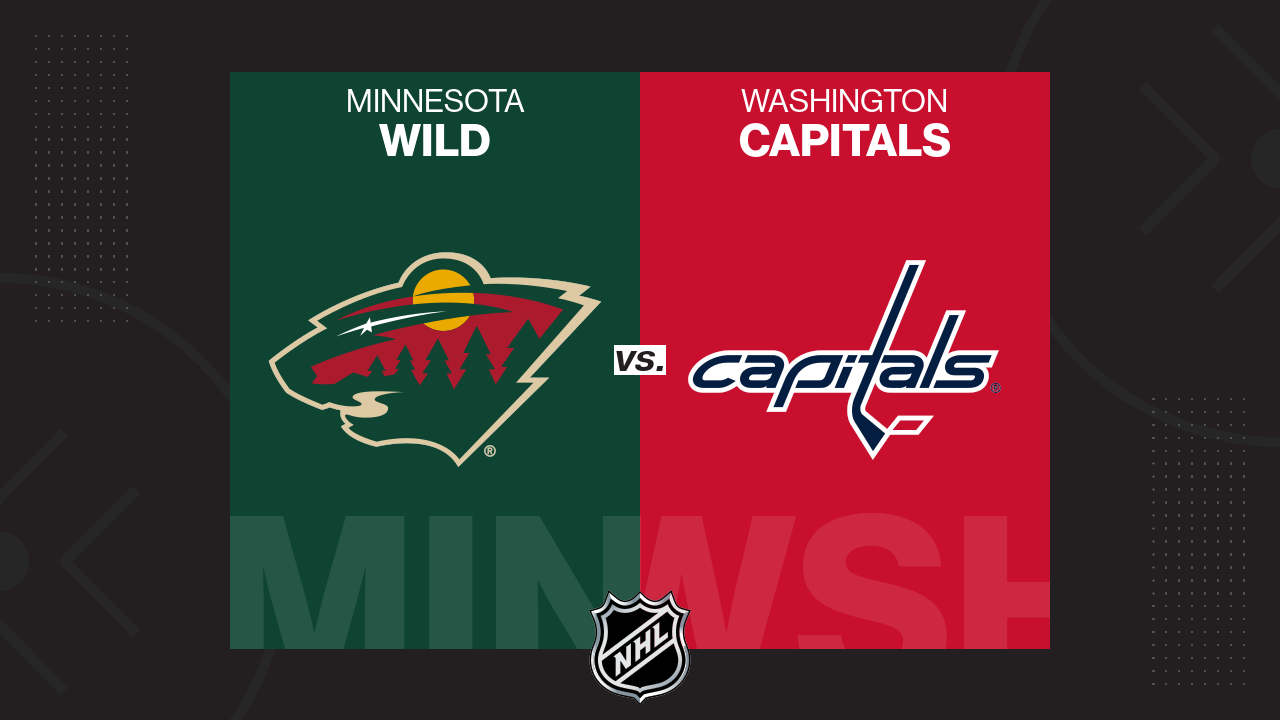 MINNESOTA
WILD
WASHINGTON
CAPITALS
vs.
capitals
®
®
MIN
WSH
NHL